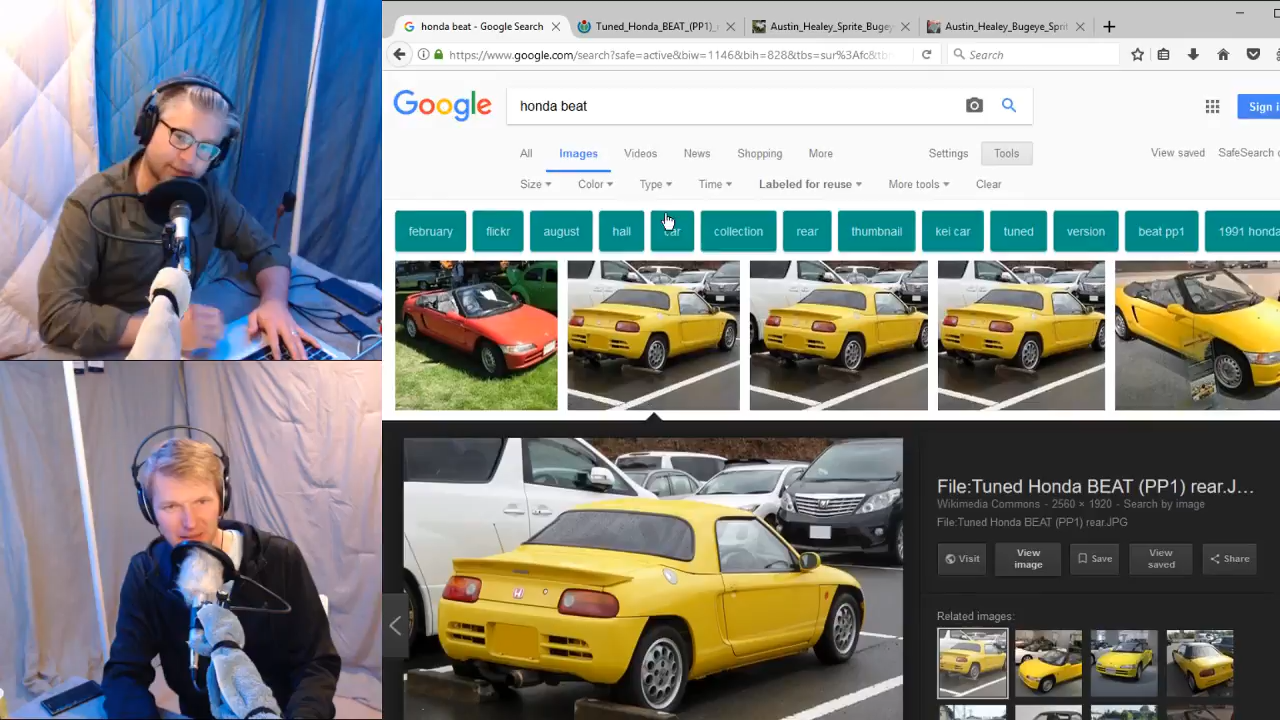 honda beat - Google Search
Tuned_Honda_BEAT_(PP1)_
Austin_Healey_Sprite_Bugey
Austin_Healey_Bugeye_Spri
https://www.google.com/search?safe=active&biw=1146&bih=828&tbs=sur%3Afc&tb
Search
Google
honda beat
Sign i
All Images Videos News Shopping More Settings Tools View saved SafeSearch
Size Color Type Time Labeled for reuse More tools Clear
february flickr august hall car collection rear thumbnail kei car tuned version beat pp1 1991 honda
File:Tuned Honda BEAT (PP1) rear.J...
Wikimedia Commons - 2560 × 1920 - Search by image
File:Tuned Honda BEAT (PP1) rear.JPG
Visit
View image
Save
View saved
Share
Related images: